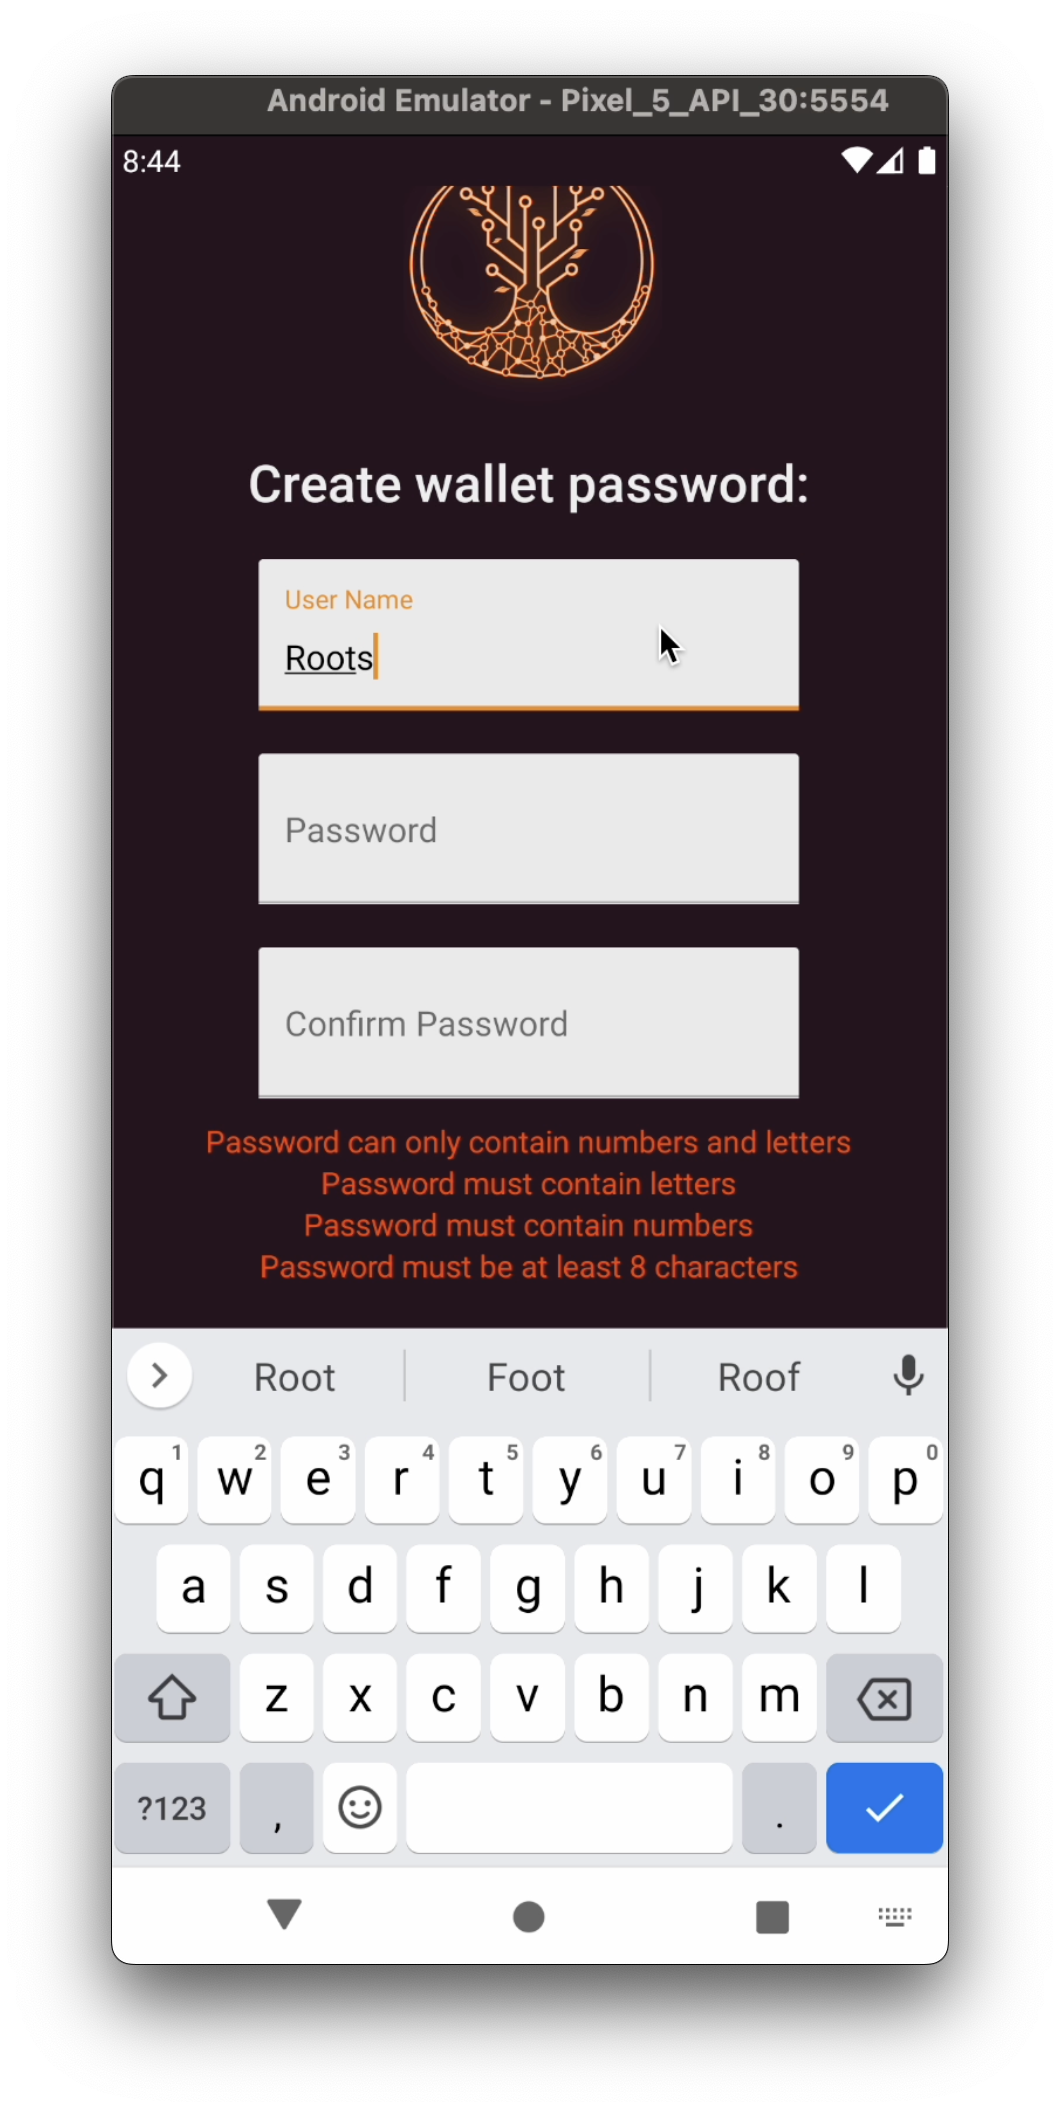 Android Emulator - Pixel_5_API_30:5554
8:44
Create wallet password:
User Name
Roots
Password
Confirm Password
Password can only contain numbers and letters
Password must contain letters
Password must contain numbers
Password must be at least 8 characters
Root Foot Roof
q 1 w 2 e 3 r 4 t 5 y 6 u 7 i 8 o 9 p 0
a s d f g h j k l
z x c v b n m
?123 , .